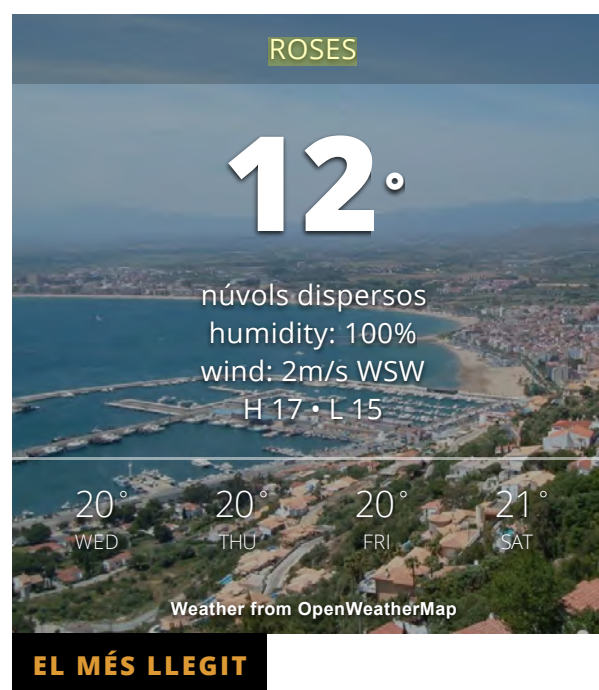 ROSES
12°
núvols dispersos
humidity: 100%
wind: 2m/s WSW
H 17 • L 15
20° 20° 20° 21°
WED THU FRI SAT
Weather from OpenWeatherMap
EL MÉS LLEGIT